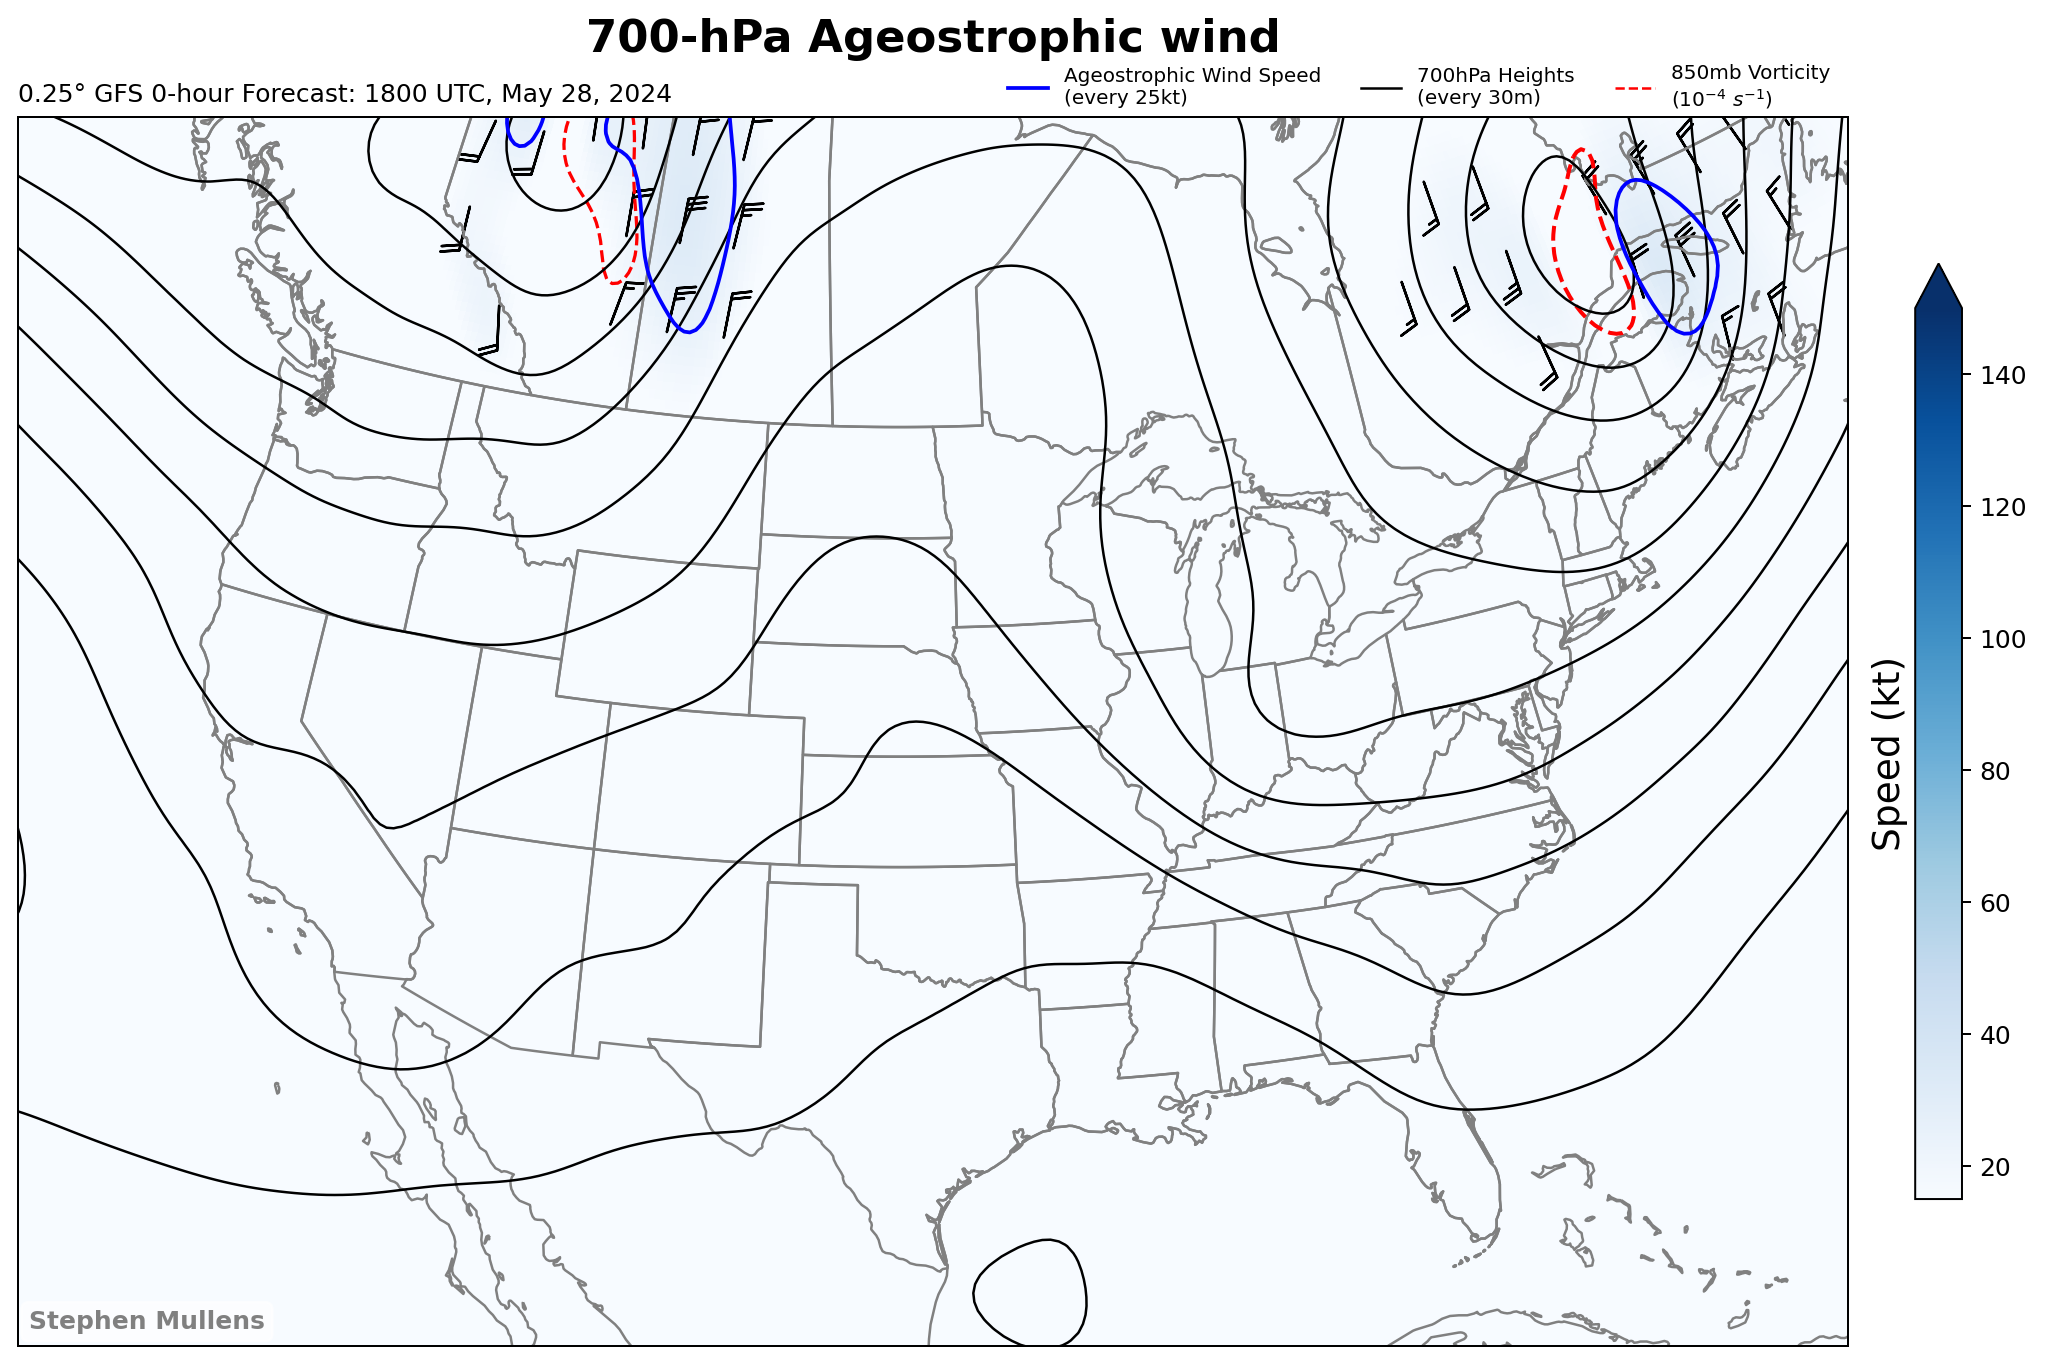 700-hPa Ageostrophic wind
0.25° GFS 0-hour Forecast: 1800 UTC, May 28, 2024
Ageostrophic Wind Speed
(every 25kt)
700hPa Heights
(every 30m)
850mb Vorticity
(10⁻⁴ s⁻¹)
140
120
100
80
60
40
20
Speed (kt)
Stephen Mullens